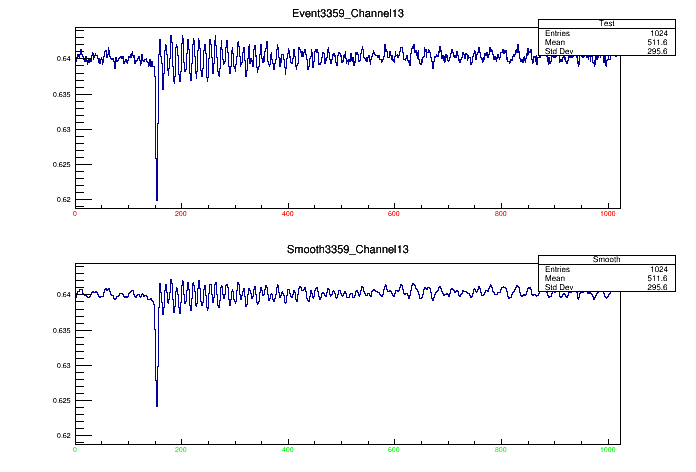 Event3359_Channel13
Test
Entries 1024
Mean 511.6
Std Dev 295.6
0.64
0.635
0.63
0.625
0.62
0 200 400 600 800 1000
Smooth3359_Channel13
Smooth
Entries 1024
Mean 511.6
Std Dev 295.6
0.64
0.635
0.63
0.625
0.62
0 200 400 600 800 1000